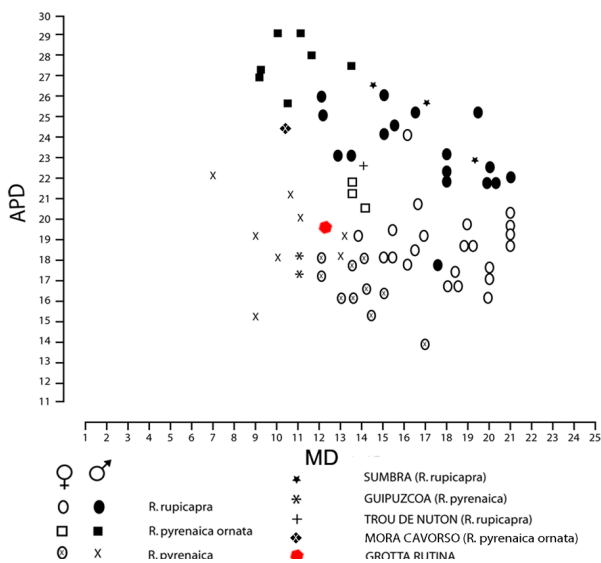 APD
30
29
28
27
26
25
24
23
22
21
20
19
18
17
16
15
14
13
12
11
1 2 3 4 5 6 7 8 9 10 11 12 13 14 15 16 17 18 19 20 21 22 23 24 25
MD
♀ ♂
R. rupicapra
R. pyrenaica ornata
R. pyrenaica
SUMBRA (R. rupicapra)
GUIPUZCOA (R. pyrenaica)
TROU DE NUTON (R. rupicapra)
MORA CAVORSO (R. pyrenaica ornata)
GROTTA RUTINA